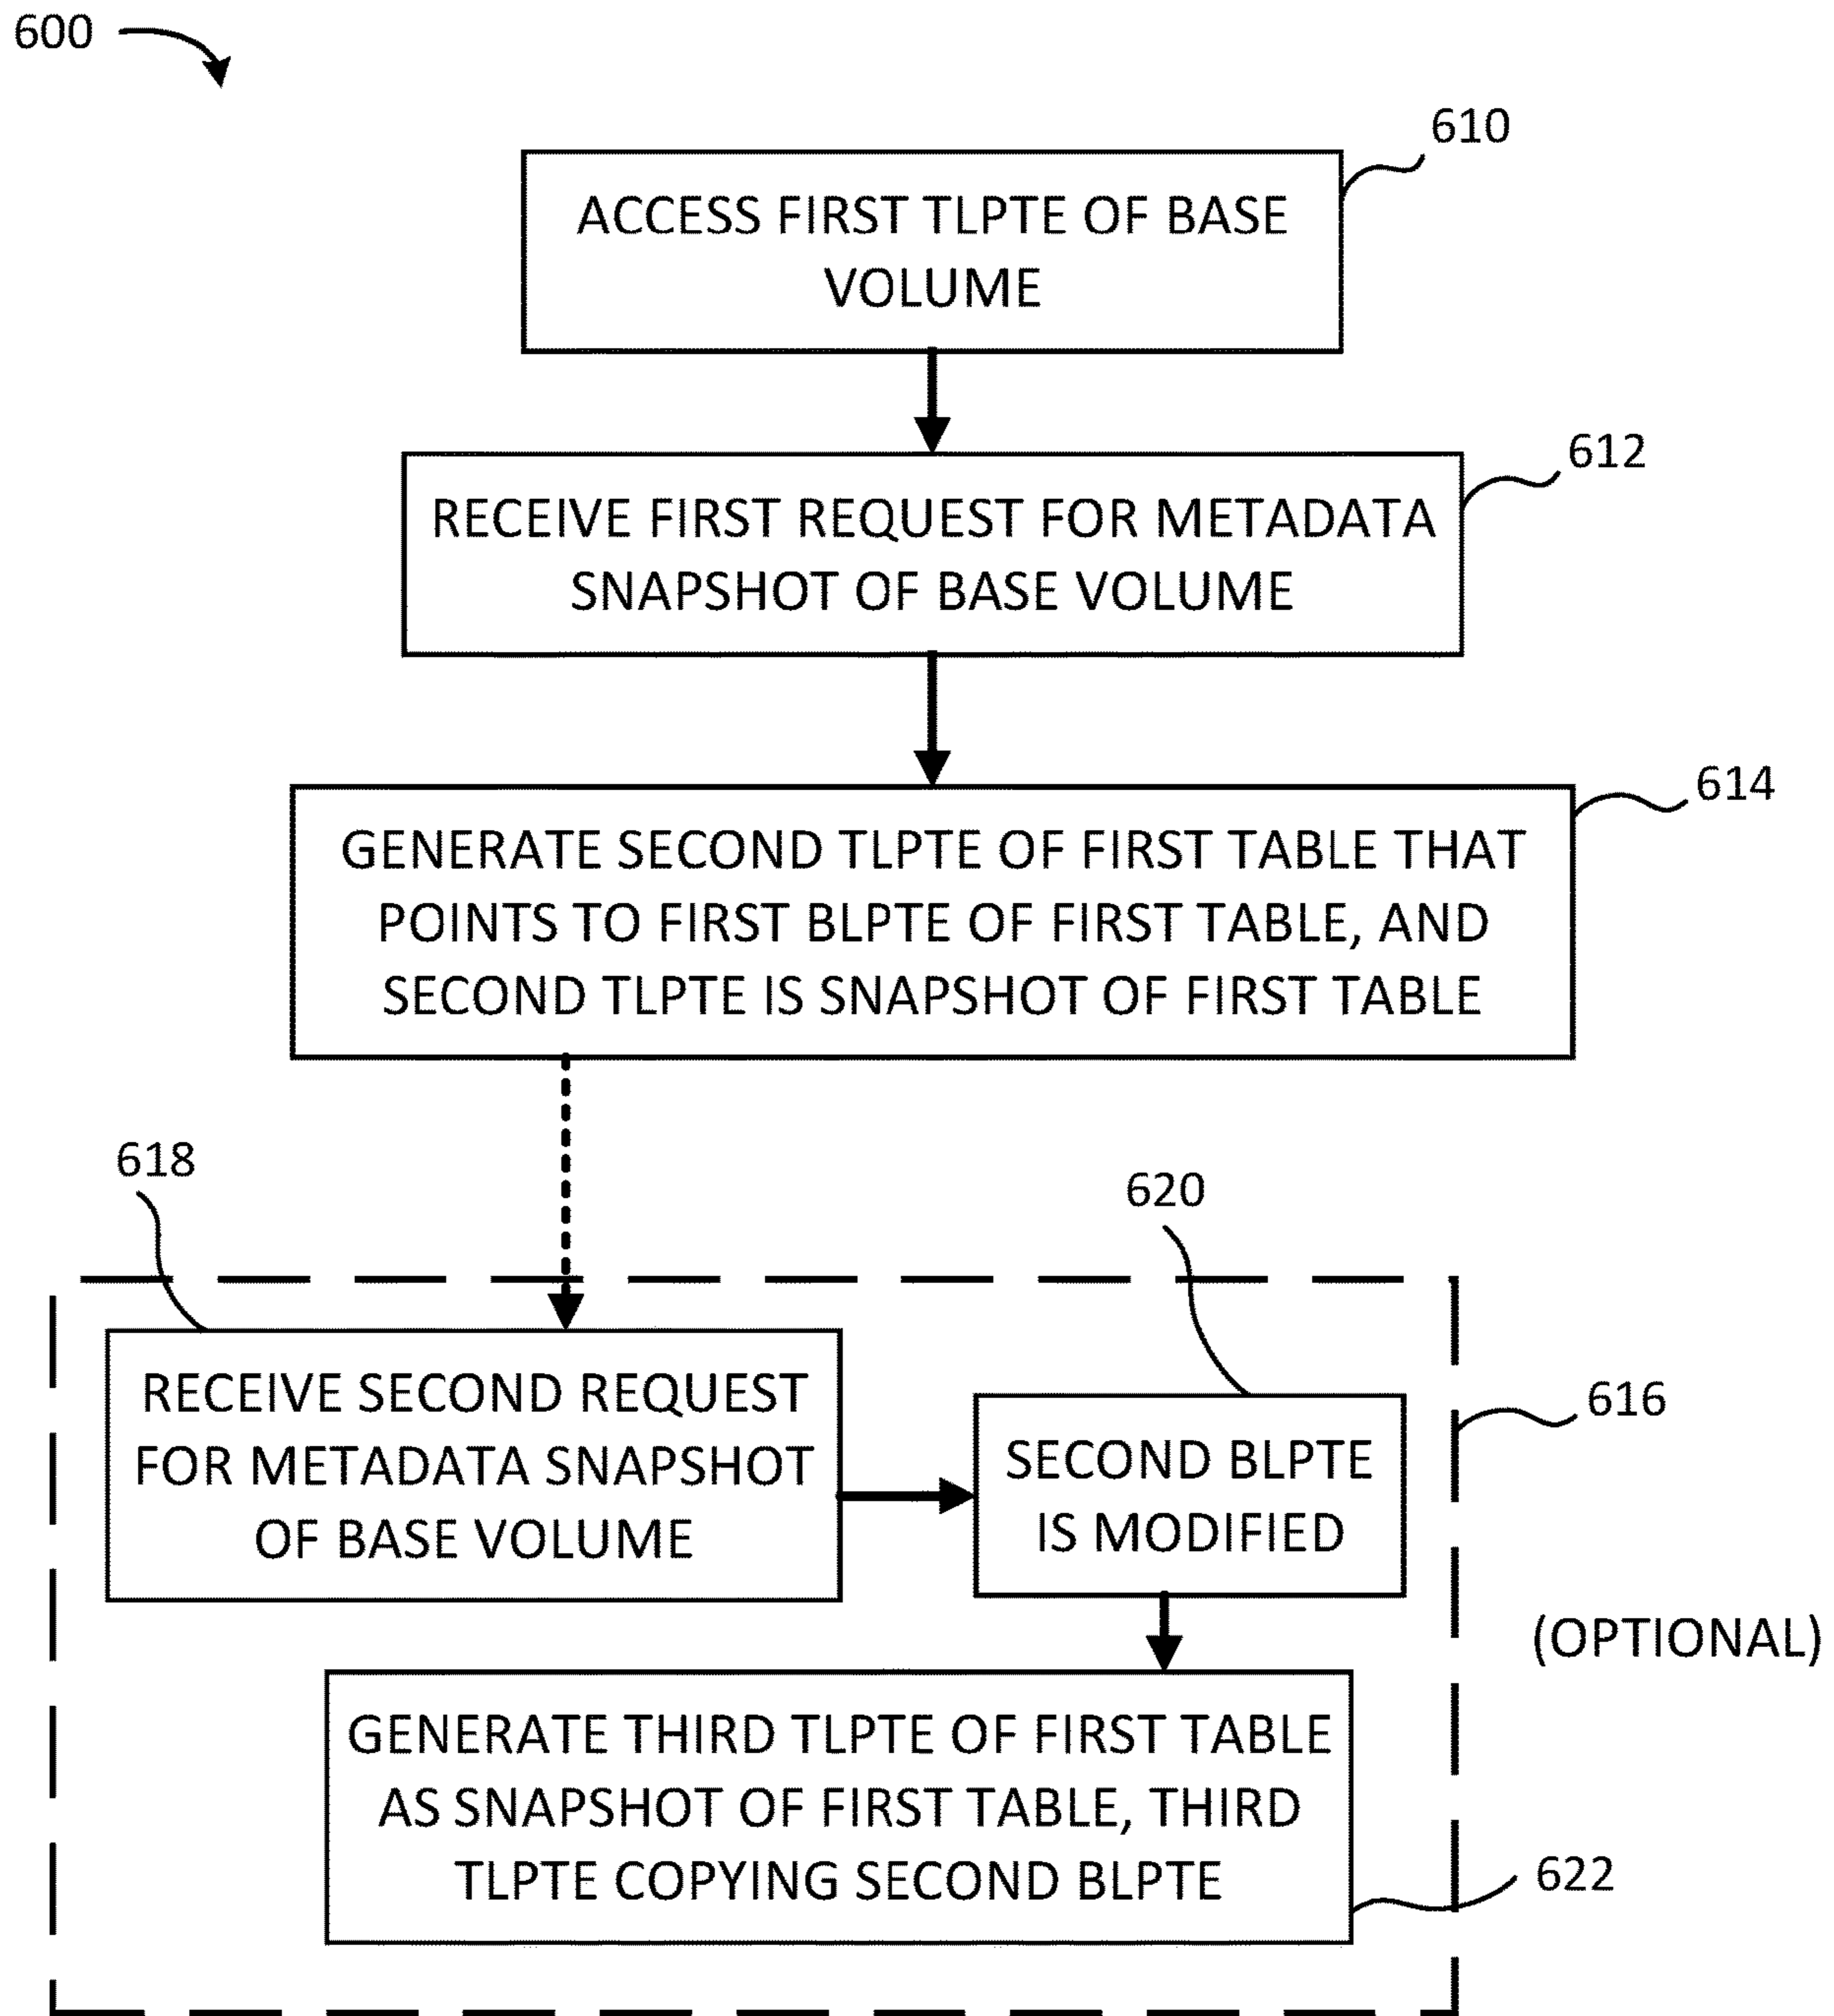 600
610
ACCESS FIRST TLPTE OF BASE
VOLUME
612
RECEIVE FIRST REQUEST FOR METADATA
SNAPSHOT OF BASE VOLUME
614
GENERATE SECOND TLPTE OF FIRST TABLE THAT
POINTS TO FIRST BLPTE OF FIRST TABLE, AND
SECOND TLPTE IS SNAPSHOT OF FIRST TABLE
618
RECEIVE SECOND REQUEST
FOR METADATA SNAPSHOT
OF BASE VOLUME
620
SECOND BLPTE
IS MODIFIED
616
(OPTIONAL)
GENERATE THIRD TLPTE OF FIRST TABLE
AS SNAPSHOT OF FIRST TABLE, THIRD
TLPTE COPYING SECOND BLPTE
622